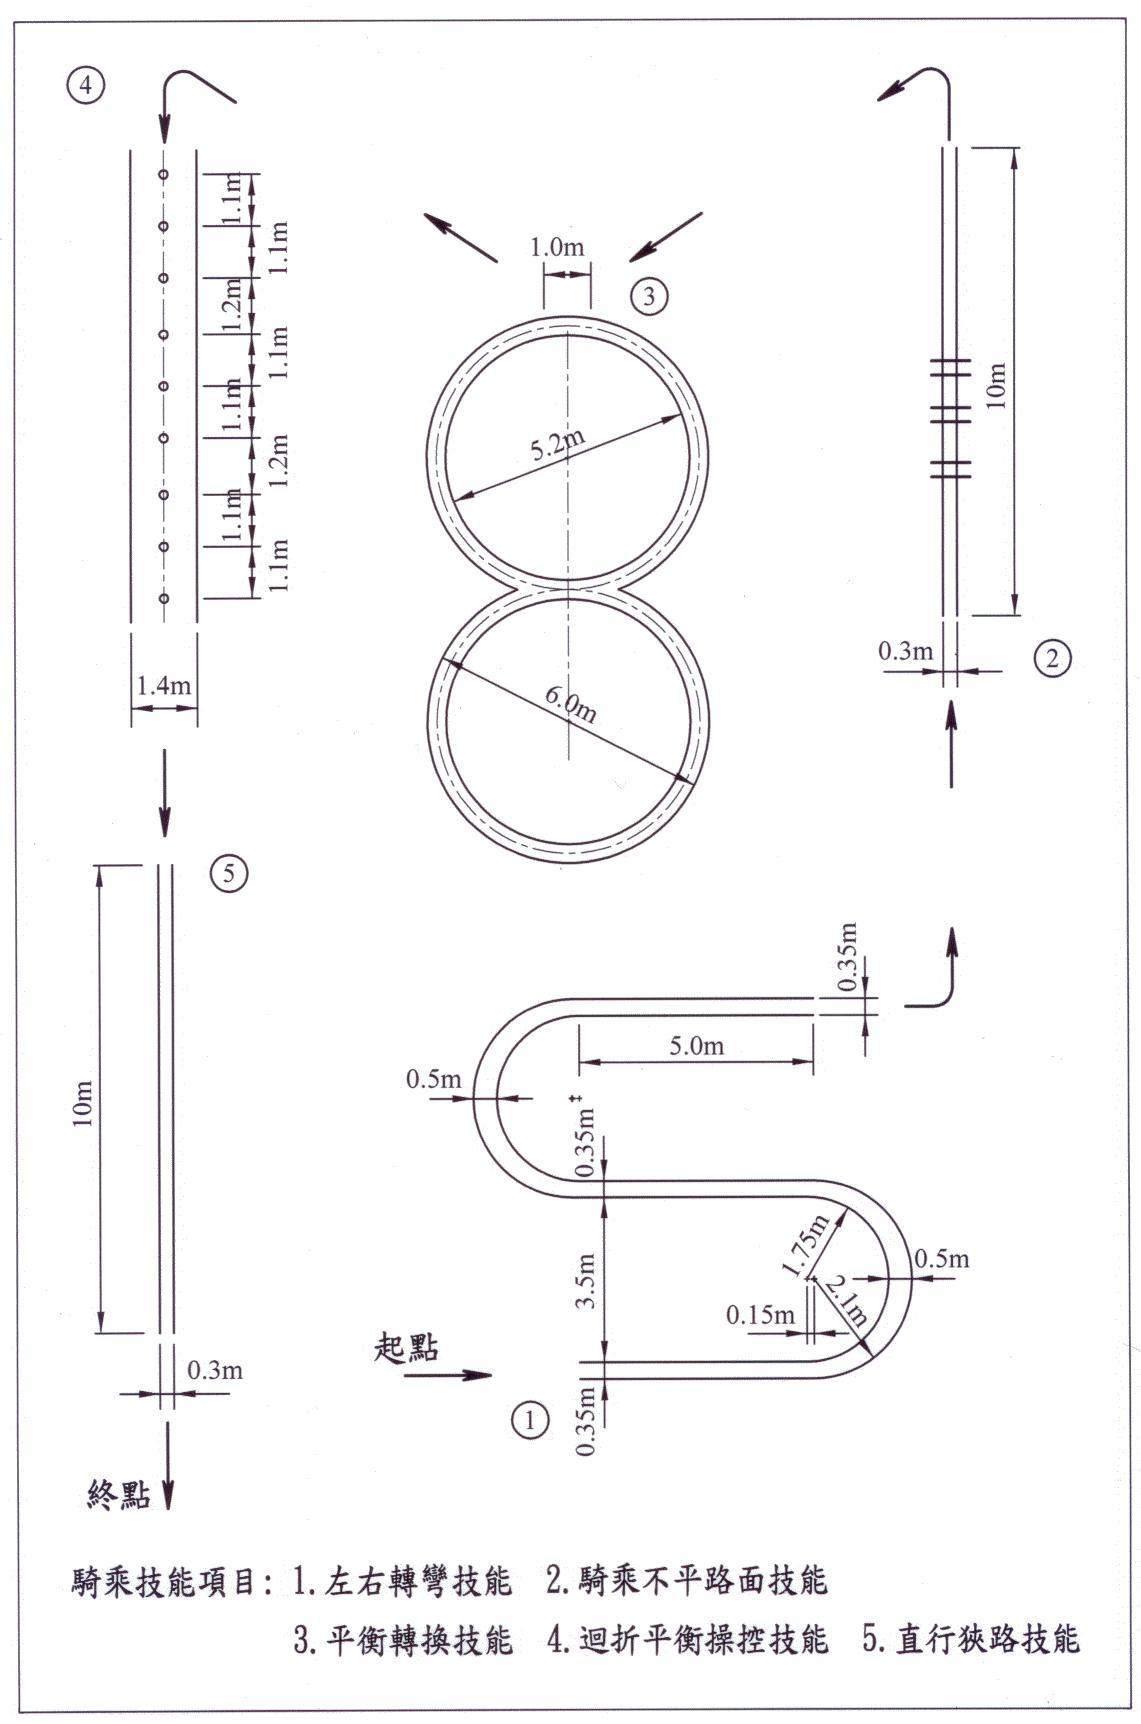 ④
1.1m
1.1m
1.2m
1.1m
1.1m
1.2m
1.1m
1.1m
1.4m
1.0m
③
5.2m
6.0m
10m
0.3m
②
⑤
10m
0.3m
終點
0.35m
5.0m
0.5m
0.35m
1.75m
0.5m
2.1m
0.15m
3.5m
起點
①
0.35m
騎乘技能項目: 1.左右轉彎技能 2.騎乘不平路面技能
3.平衡轉換技能 4.迴折平衡操控技能 5.直行狹路技能